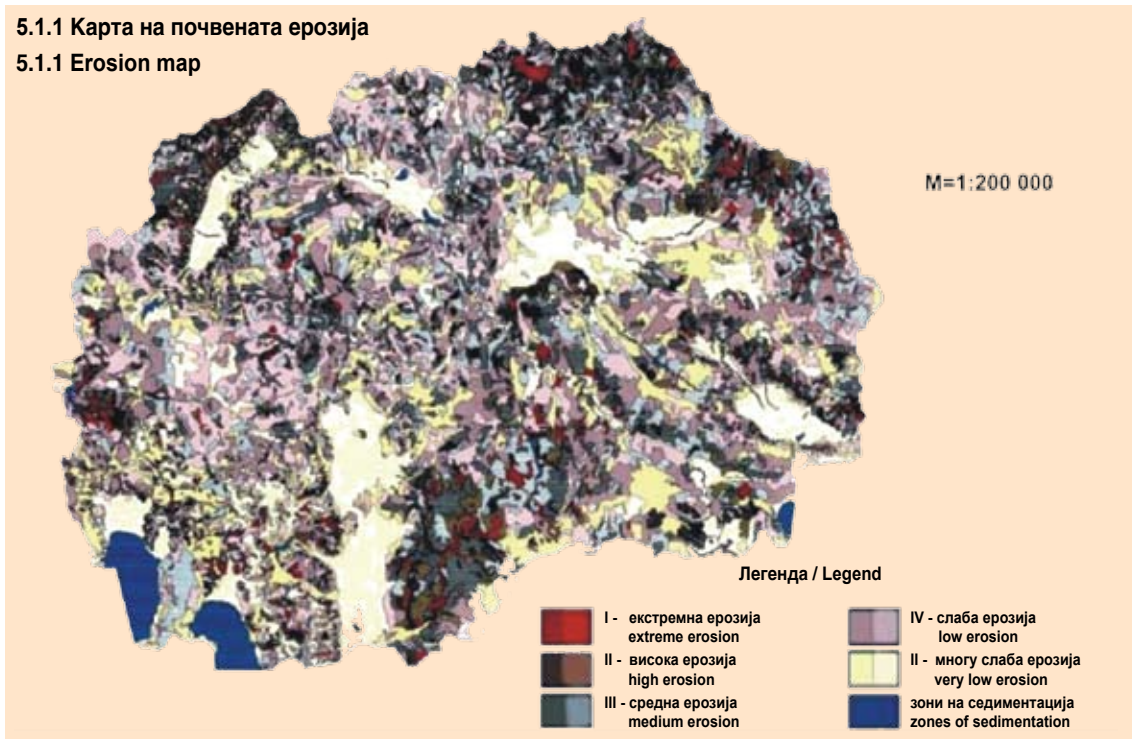 5.1.1 Карта на почвената ерозија
5.1.1 Erosion map
M=1:200 000
Легенда / Legend
I - екстремна ерозија
extreme erosion
II - висока ерозија
high erosion
III - средна ерозија
medium erosion
IV - слаба ерозија
low erosion
II - многу слаба ерозија
very low erosion
зони на седиментација
zones of sedimentation